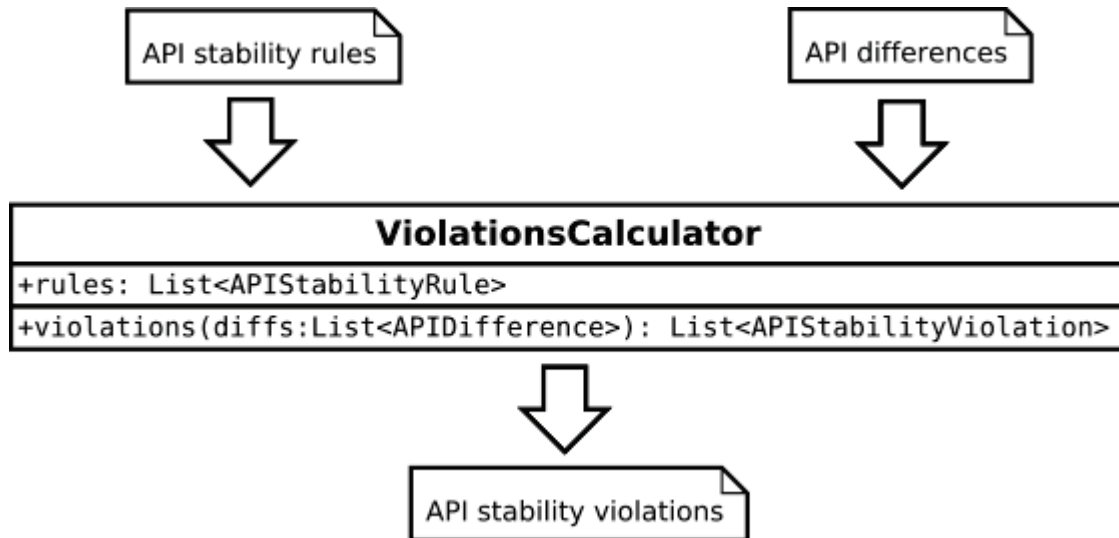 API stability rules
API differences
ViolationsCalculator
+rules: List<APIStabilityRule>
+violations(diffs:List<APIDifference>): List<APIStabilityViolation>
API stability violations